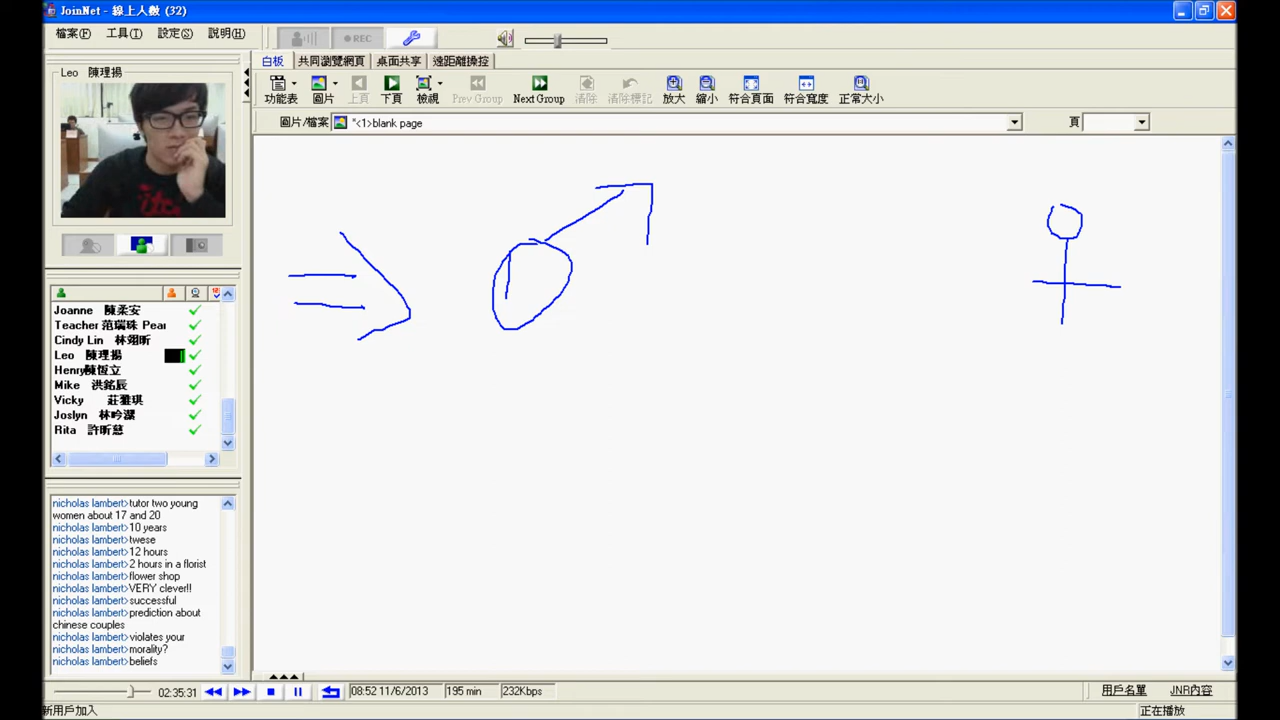 JoinNet - 線上人數 (32)
檔案(F) 工具(T) 設定(S) 說明(H)
REC
Leo 陳理揚
白板 共同瀏覽網頁 桌面共享 遠距離操控
功能表 圖片 上頁 下頁 檢視 Prev Group Next Group 清除 清除標記 放大 縮小 符合頁面 符合寬度 正常大小
圖片/檔案 *<1>blank page 頁
Joanne 陳柔安
Teacher 范瑞珠 Pear
Cindy Lin 林翊昕
Leo 陳理揚
Henry陳恆立
Mike 洪銘辰
Vicky 莊雅琪
Joslyn 林吟潔
Rita 許昕慈
nicholas lambert> tutor two young
women about 17 and 20
nicholas lambert> 10 years
nicholas lambert> twese
nicholas lambert> 12 hours
nicholas lambert> 2 hours in a florist
nicholas lambert> flower shop
nicholas lambert> VERY clever!!
nicholas lambert> successful
nicholas lambert> prediction about
chinese couples
nicholas lambert> violates your
nicholas lambert> morality?
nicholas lambert> beliefs
02:35:31 08:52 11/6/2013 195 min 232Kbps 用戶名單 JNR內容
新用戶加入 正在播放